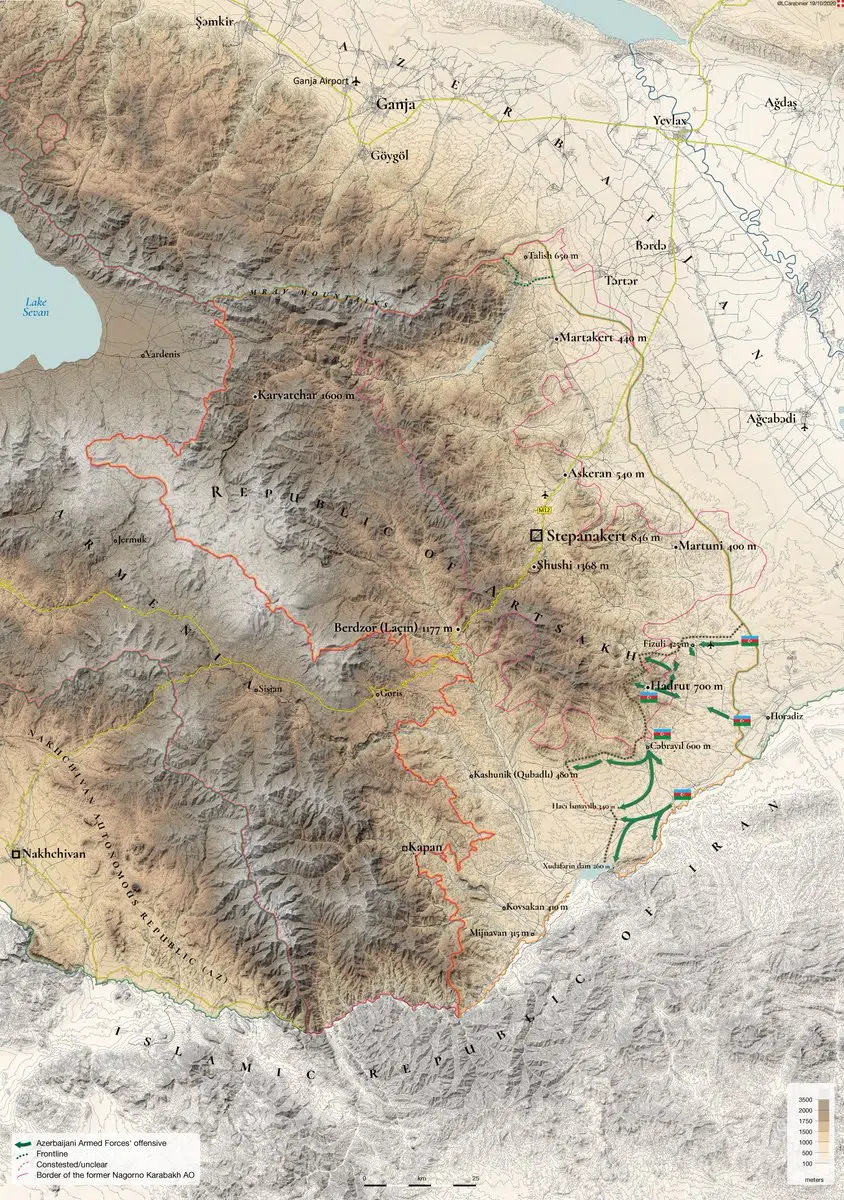 @LCarabinier 19/10/2020
Şəmkir
AZERBAIJAN
Ganja Airport
Ganja
Ağdaş
Yevlax
Göygöl
Bərdə
Talish 650 m
Tərtər
Lake
Sevan
MRAV MOUNTAINS
Vardenis
Martakert 440 m
Karvatchar 1600 m
Ağcabədi
Askeran 540 m
REPUBLIC OF ARTSAKH
M12
Stepanakert 846 m
ARMENIA
Jermuk
Martuni 400 m
Shushi 1368 m
Berdzor (Laçın) 1177 m
Fizuli 425 m
Hadrut 700 m
Sisian
Goris
Horadiz
Cəbrayıl 600 m
NAKHCHIVAN AUTONOMOUS REPUBLIC (AZ)
Kashunik (Qubadlı) 480 m
Hacı İsmayıllı 340 m
Kapan
Nakhchivan
Xudafərin dam 260 m
Kovsakan 410 m
Mijnavan 315 m
ISLAMIC REPUBLIC OF IRAN
Azerbaijani Armed Forces' offensive
Frontline
Constested/unclear
Border of the former Nagorno Karabakh AO
0 km 25
3500
2000
1750
1500
1000
500
100
meters